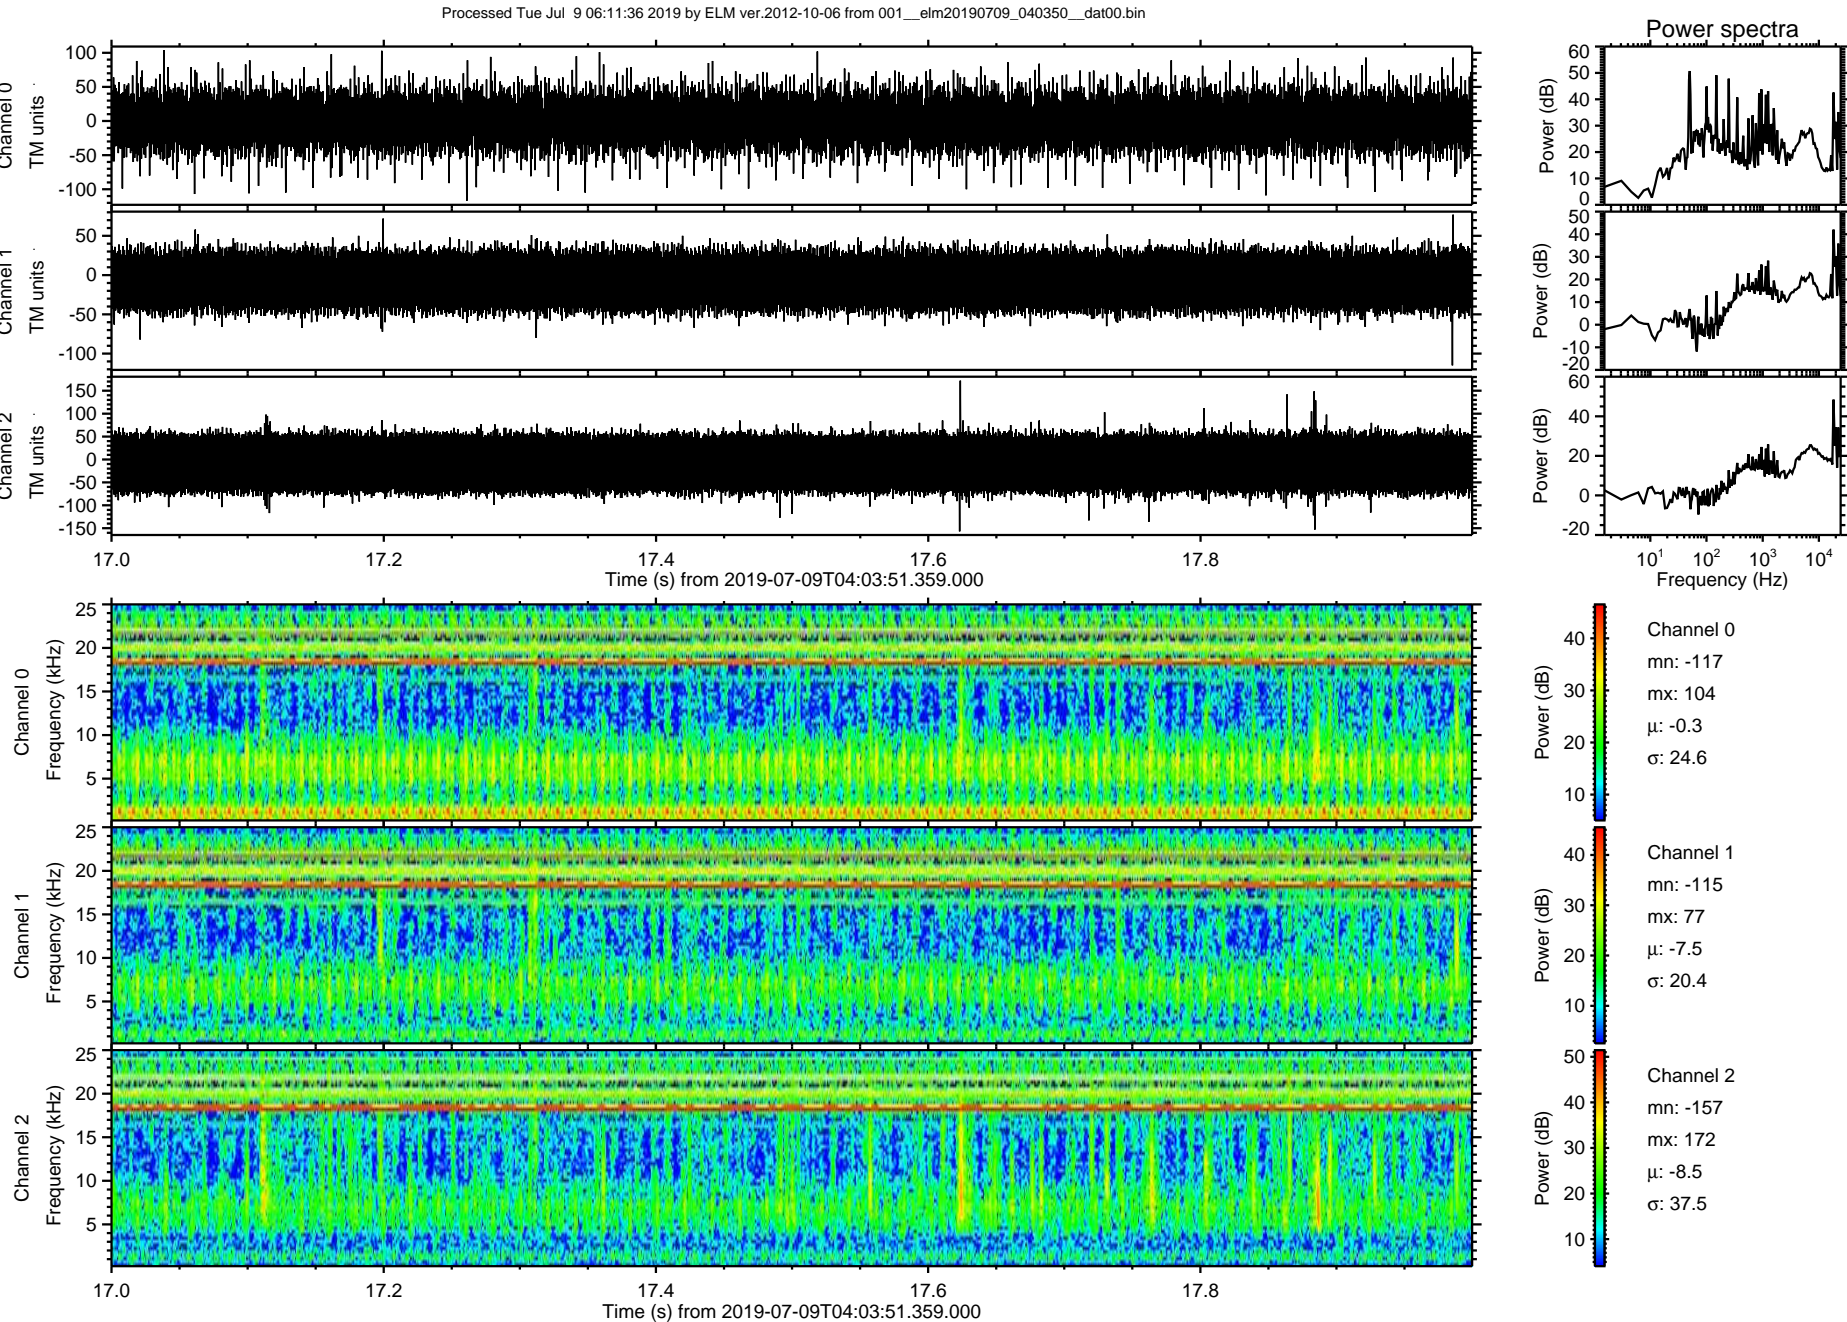 Processed Tue Jul 9 06:11:36 2019 by ELM ver.2012-10-06 from 001__elm20190709_040350__dat00.bin
Power spectra
Channel 0
TM units
100
50
0
-50
-100
Power (dB)
60
50
40
30
20
10
0
Channel 1
TM units
50
0
-50
-100
Power (dB)
50
40
30
20
10
0
-10
-20
Channel 2
TM units
150
100
50
0
-50
-100
-150
Power (dB)
60
40
20
0
-20
17.0 17.2 17.4 17.6 17.8
Time (s) from 2019-07-09T04:03:51.359.000
10¹ 10² 10³ 10⁴
Frequency (Hz)
Channel 0
Frequency (kHz)
25
20
15
10
5
Power (dB)
40
30
20
10
Channel 0
mn: -117
mx: 104
μ: -0.3
σ: 24.6
Channel 1
Frequency (kHz)
25
20
15
10
5
Power (dB)
40
30
20
10
Channel 1
mn: -115
mx: 77
μ: -7.5
σ: 20.4
Channel 2
Frequency (kHz)
25
20
15
10
5
Power (dB)
50
40
30
20
10
Channel 2
mn: -157
mx: 172
μ: -8.5
σ: 37.5
17.0 17.2 17.4 17.6 17.8
Time (s) from 2019-07-09T04:03:51.359.000